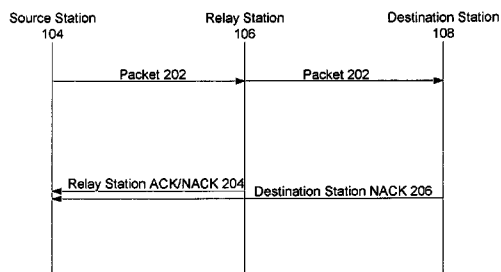 Source Station
104
Relay Station
106
Destination Station
108
Packet 202
Packet 202
Relay Station ACK/NACK 204
Destination Station NACK 206